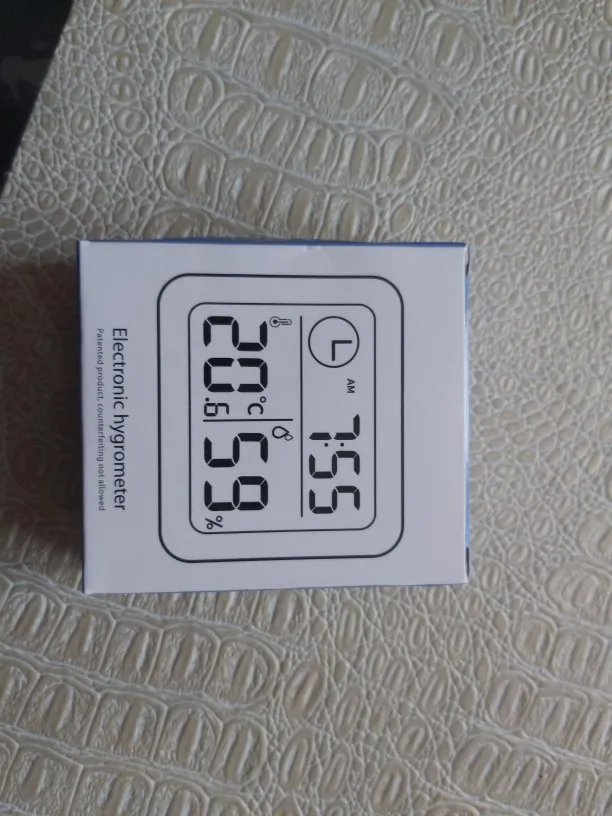 AM 7:55
20.6 °C 59 %
Electronic hygrometer
Patented product, counterfeiting not allowed